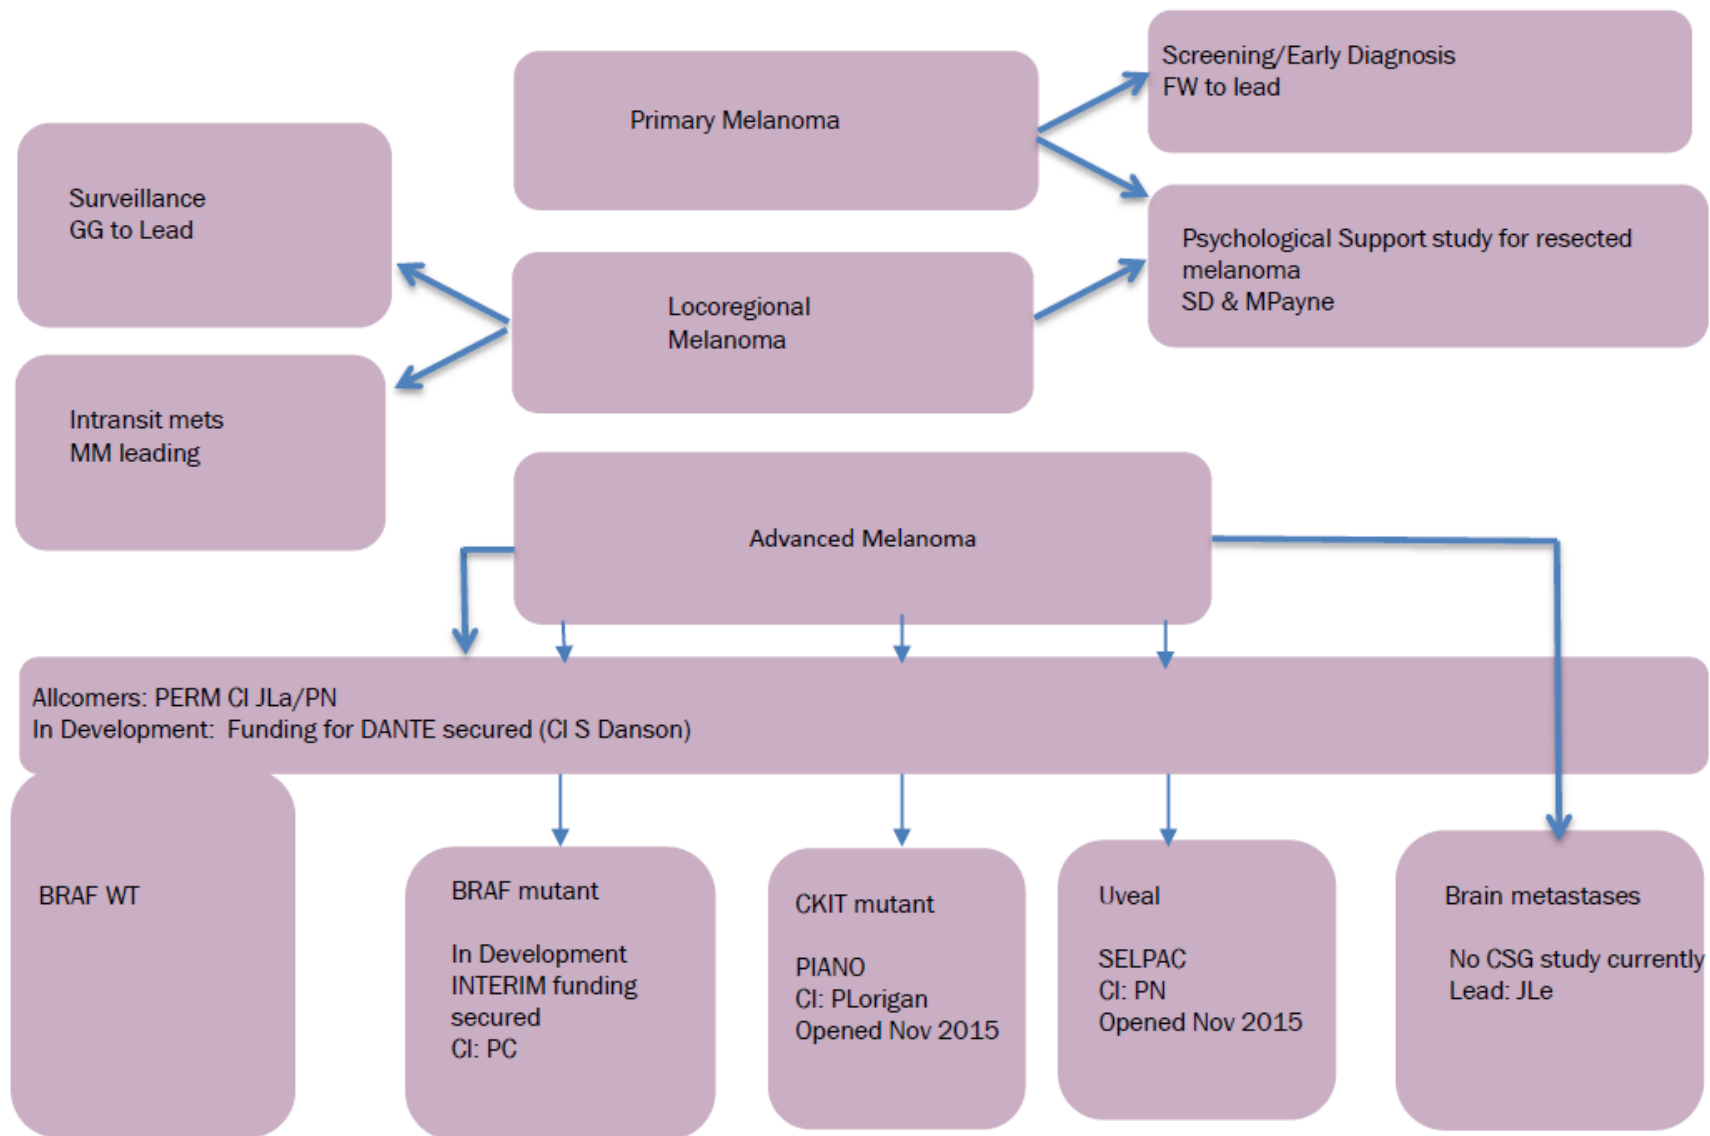 Primary Melanoma
Screening/Early Diagnosis
FW to lead
Surveillance
GG to Lead
Psychological Support study for resected
melanoma
SD & MPayne
Locoregional
Melanoma
Intransit mets
MM leading
Advanced Melanoma
Allcomers: PERM CI JLa/PN
In Development:  Funding for DANTE secured (CI S Danson)
BRAF WT
BRAF mutant
In Development
INTERIM funding
secured
CI: PC
CKIT mutant
PIANO
CI: PLorigan
Opened Nov 2015
Uveal
SELPAC
CI: PN
Opened Nov 2015
Brain metastases
No CSG study currently
Lead: JLe